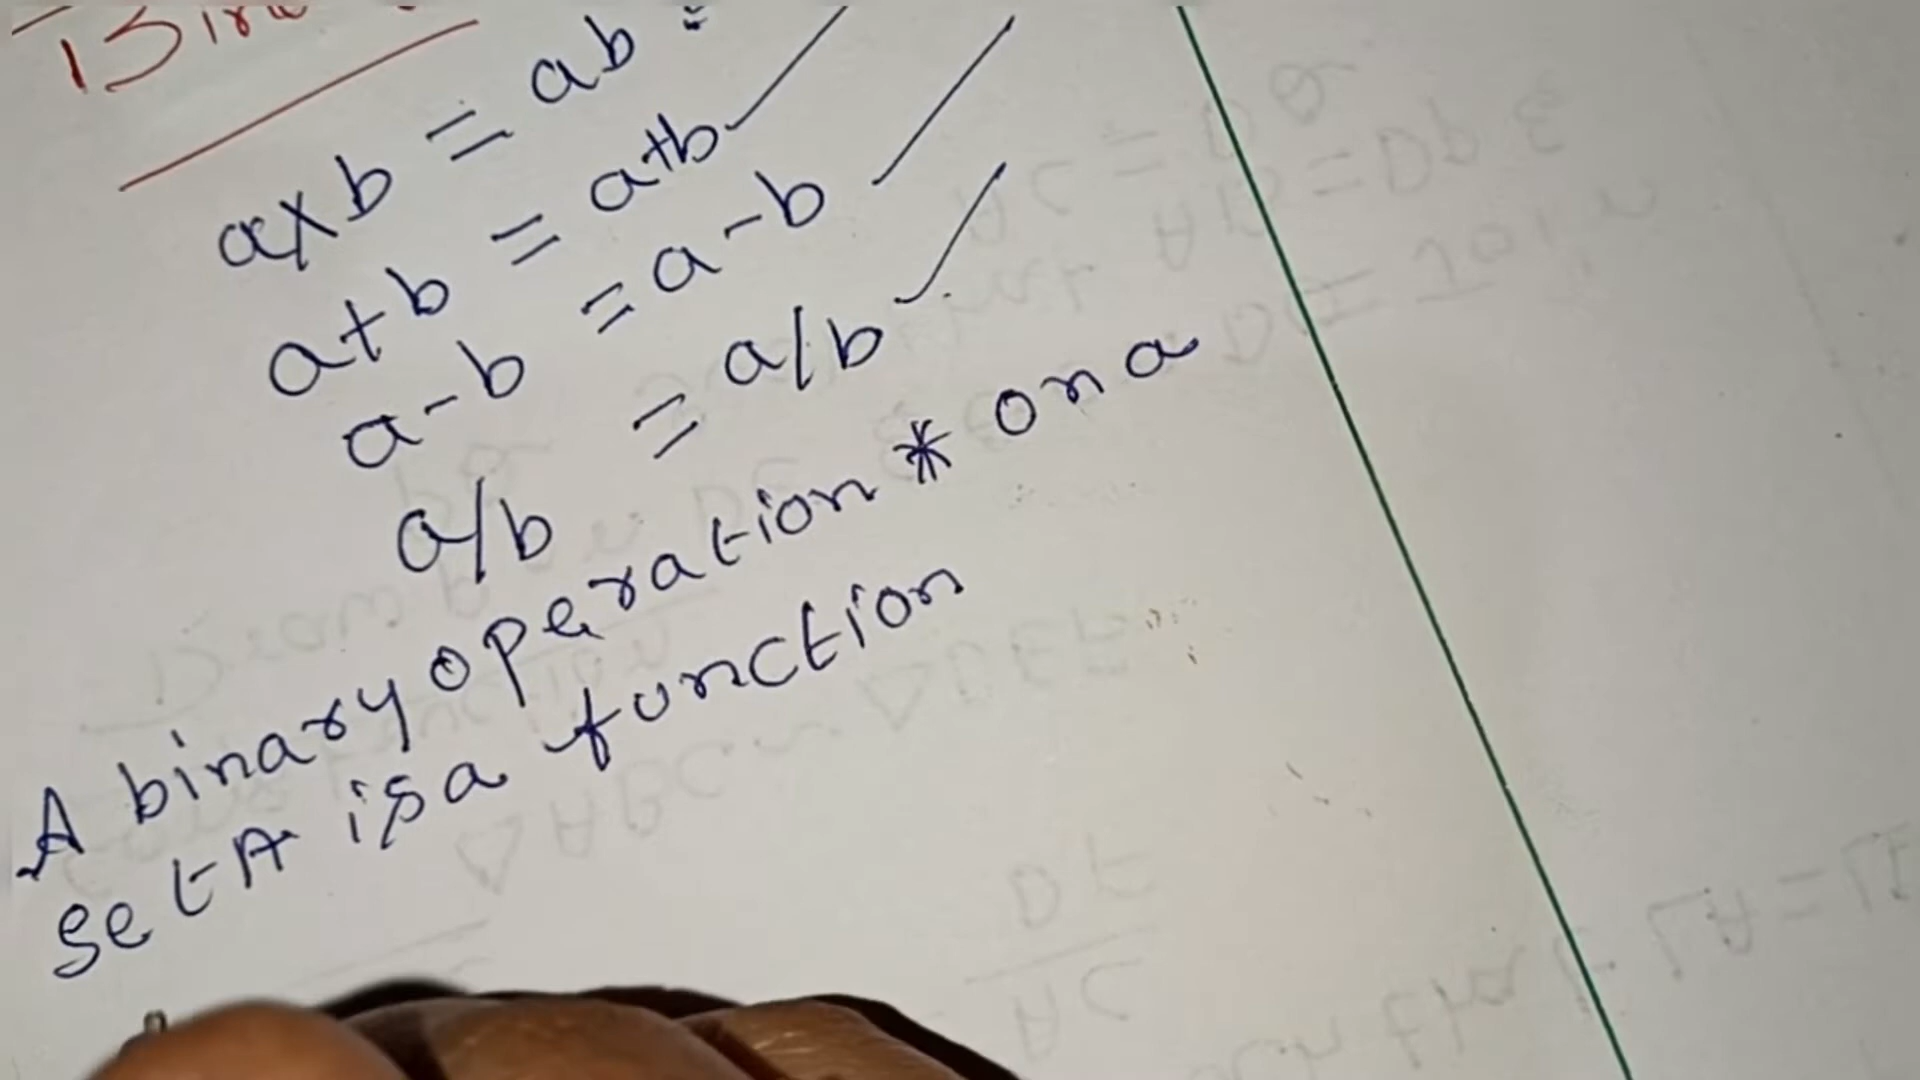 a×b = ab
a+b = a+b
a-b = a-b
a/b = a/b
A binary operation * on a
set A is a function